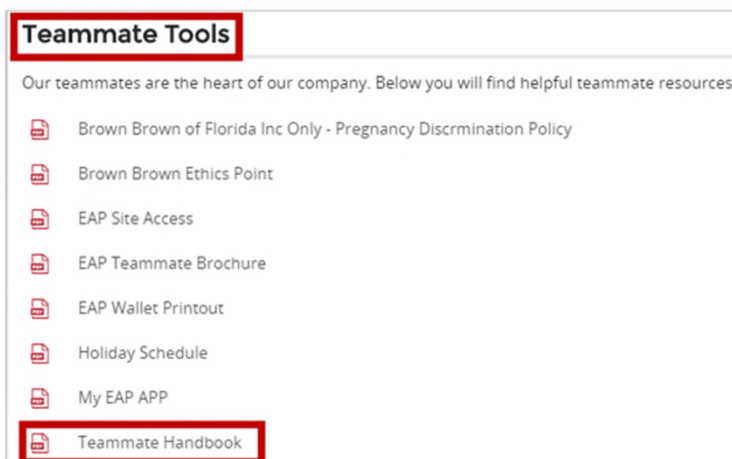 Teammate Tools
Our teammates are the heart of our company. Below you will find helpful teammate resources
Brown Brown of Florida Inc Only - Pregnancy Discrmination Policy
Brown Brown Ethics Point
EAP Site Access
EAP Teammate Brochure
EAP Wallet Printout
Holiday Schedule
My EAP APP
Teammate Handbook